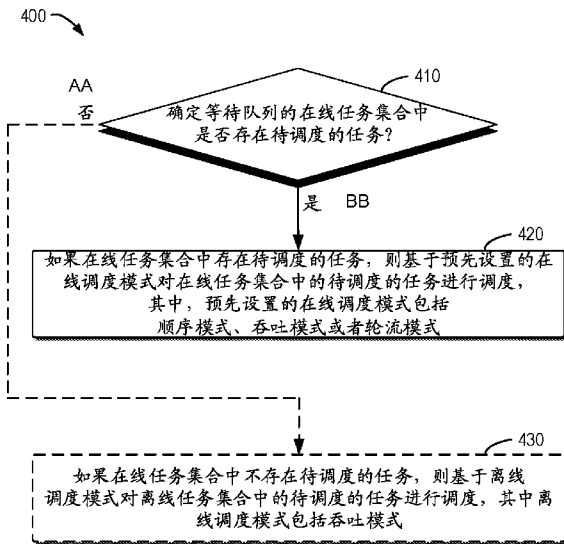 400
410
AA
否
确定等待队列的在线任务集合中
是否存在待调度的任务?
是 BB
420
如果在线任务集合中存在待调度的任务，则基于预先设置的在
线调度模式对在线任务集合中的待调度的任务进行调度，
其中，预先设置的在线调度模式包括
顺序模式、吞吐模式或者轮流模式
430
如果在线任务集合中不存在待调度的任务，则基于离线
调度模式对离线任务集合中的待调度的任务进行调度，其中离
线调度模式包括吞吐模式